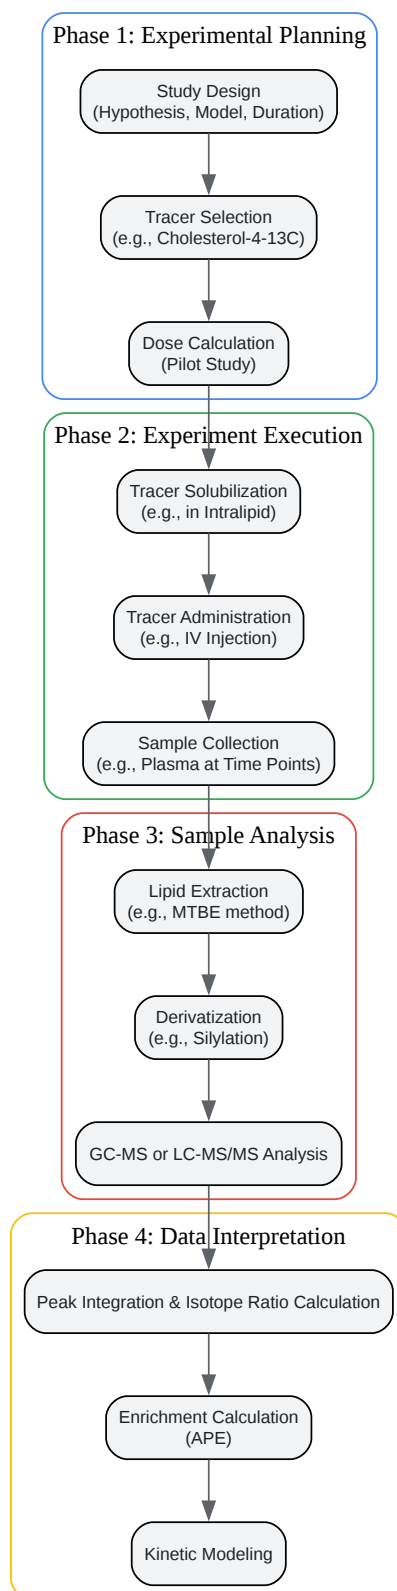 Phase 1: Experimental Planning
Study Design
(Hypothesis, Model, Duration)
Tracer Selection
(e.g., Cholesterol-4-13C)
Dose Calculation
(Pilot Study)
Phase 2: Experiment Execution
Tracer Solubilization
(e.g., in Intralipid)
Tracer Administration
(e.g., IV Injection)
Sample Collection
(e.g., Plasma at Time Points)
Phase 3: Sample Analysis
Lipid Extraction
(e.g., MTBE method)
Derivatization
(e.g., Silylation)
GC-MS or LC-MS/MS Analysis
Phase 4: Data Interpretation
Peak Integration & Isotope Ratio Calculation
Enrichment Calculation
(APE)
Kinetic Modeling